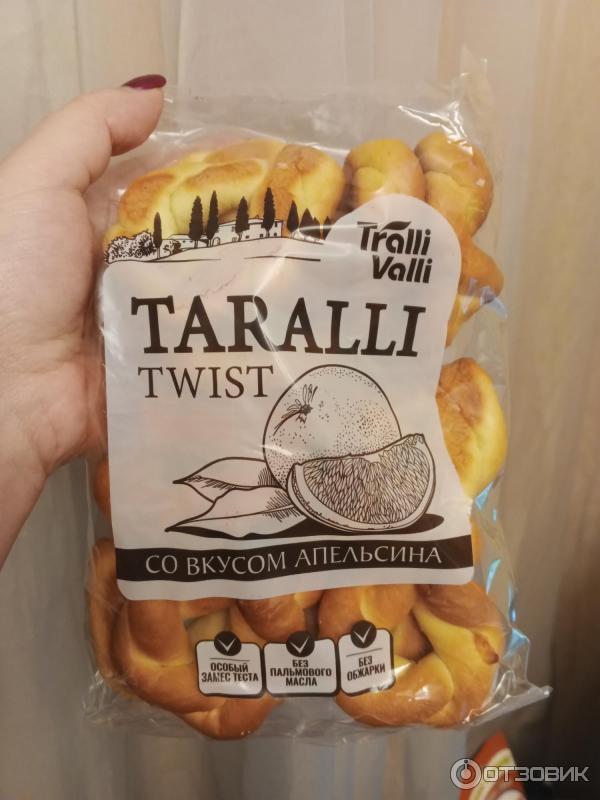 Tralli
Valli
TARALLI
TWIST
СО ВКУСОМ АПЕЛЬСИНА
ОСОБЫЙ
ЗАМЕС ТЕСТА
БЕЗ
ПАЛЬМОВОГО
МАСЛА
БЕЗ
ОБЖАРКИ
ОТЗОВИК